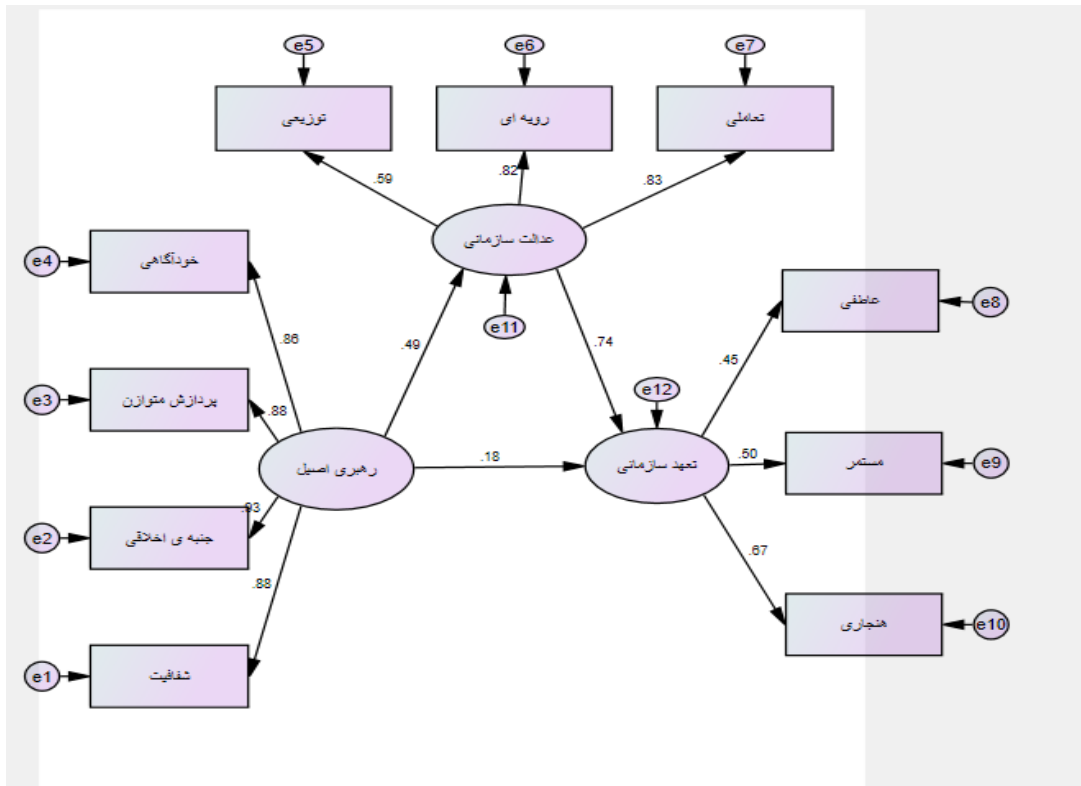 e5
e6
e7
توزیعی
رویه ای
تعاملی
.59
.82
.83
عدالت سازمانی
e4
خودآگاهی
e11
عاطفی
e8
.86
.49
.74
.45
e3
پردازش متوازن
.88
e12
رهبری اصیل
.18
تعهد سازمانی
.50
مستمر
e9
e2
جنبه ی اخلاقی
.93
.67
.88
هنجاری
e10
e1
شفافیت